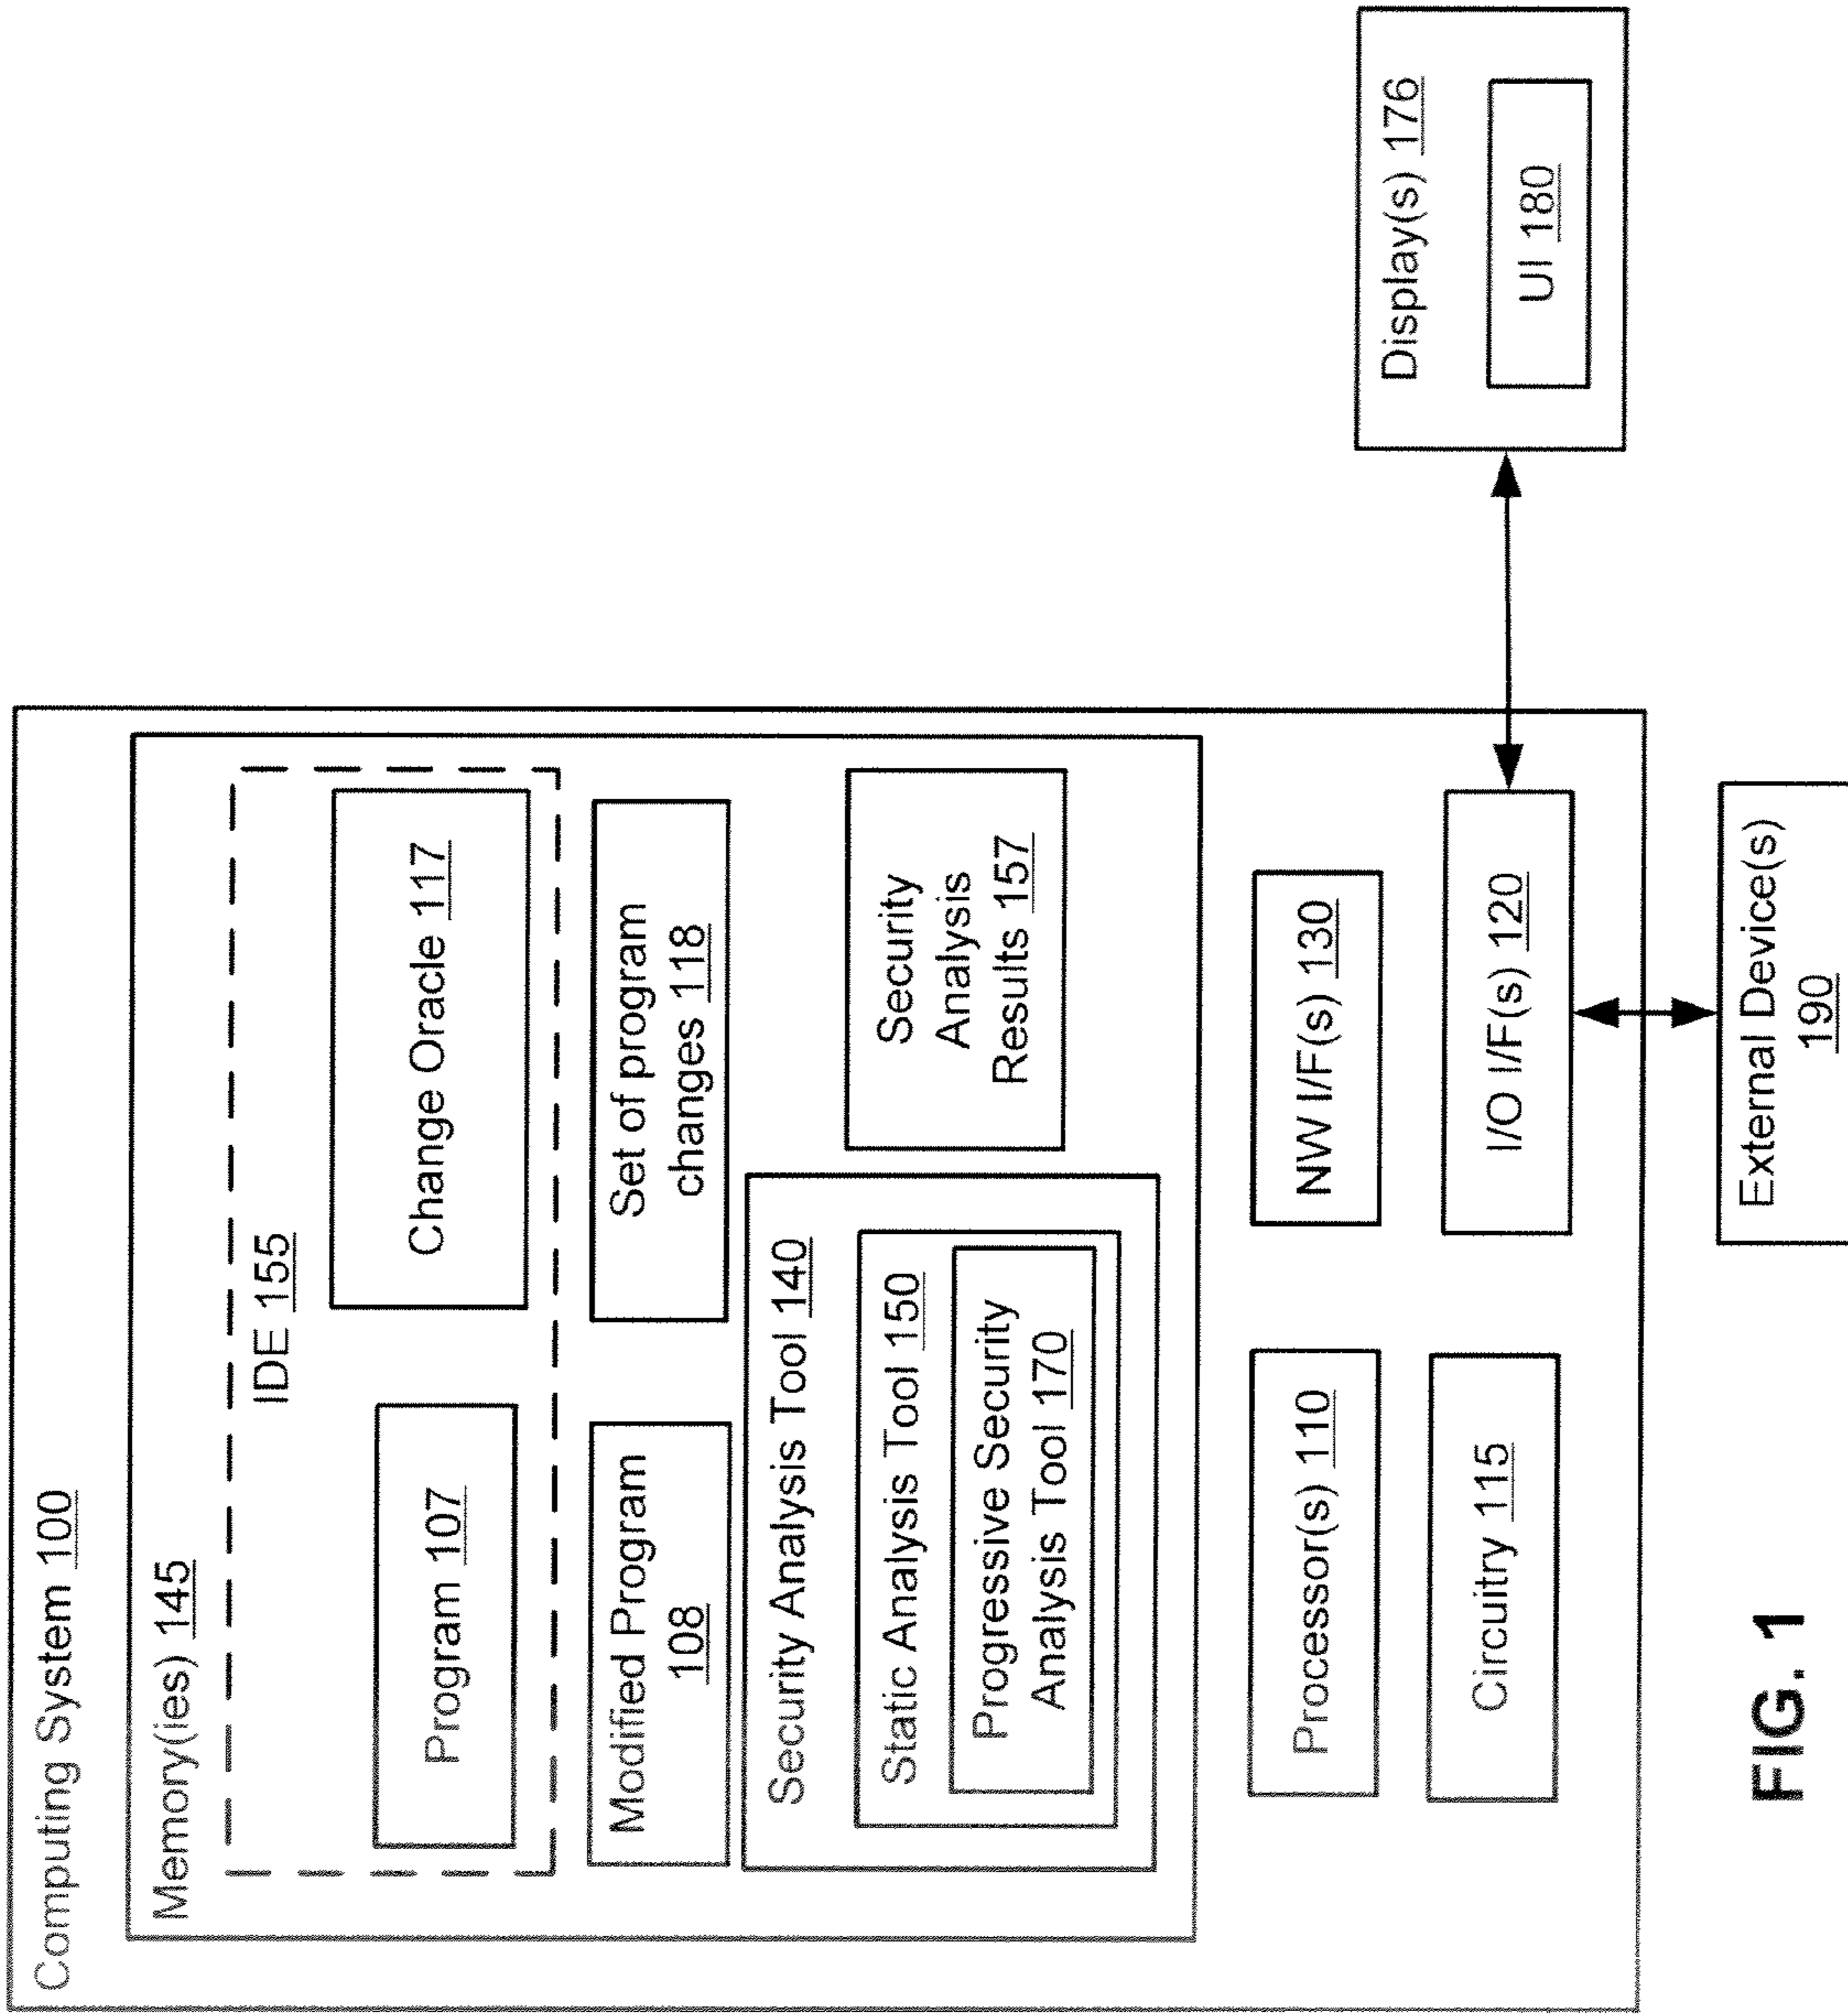 Computing System 100
Memory(ies) 145
IDE 155
Program 107
Change Oracle 117
Modified Program
108
Set of program
changes 118
Security Analysis Tool 140
Static Analysis Tool 150
Progressive Security
Analysis Tool 170
Security
Analysis
Results 157
Processor(s) 110
NW I/F(s) 130
Circuitry 115
I/O I/F(s) 120
Display(s) 176
UI 180
External Device(s)
190
FIG. 1